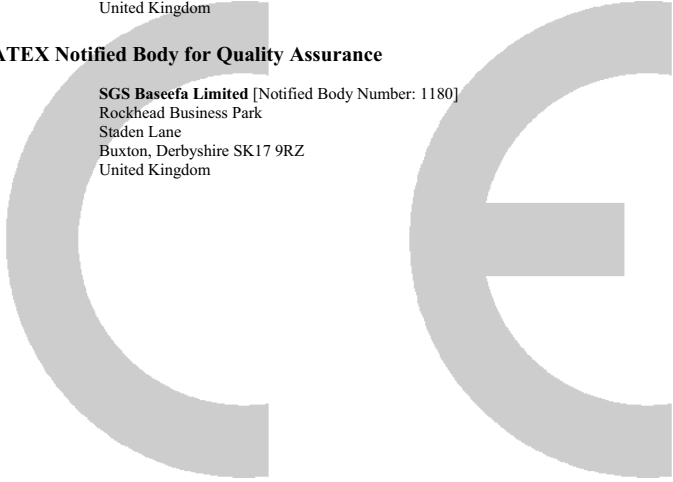 United Kingdom
ATEX Notified Body for Quality Assurance
SGS Baseefa Limited [Notified Body Number: 1180]
Rockhead Business Park
Staden Lane
Buxton, Derbyshire SK17 9RZ
United Kingdom
CE